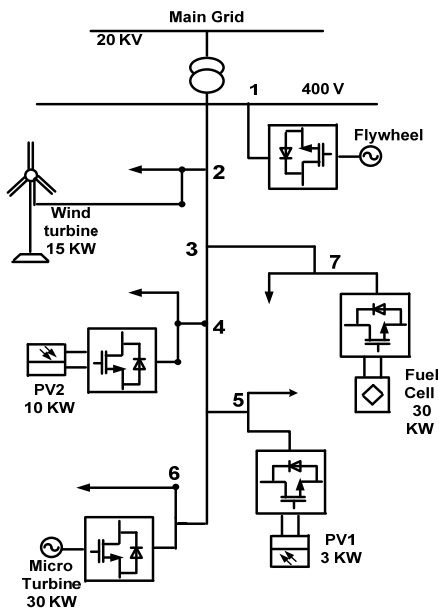 Main Grid
20 KV
1
400 V
Flywheel
2
Wind
turbine
15 KW
3
7
4
PV2
10 KW
Fuel
Cell
30
KW
5
6
PV1
3 KW
Micro
Turbine
30 KW